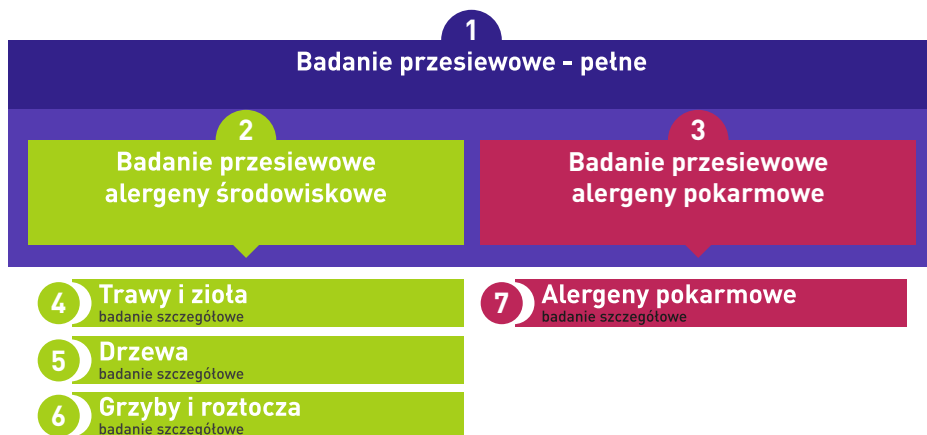 1
Badanie przesiewowe - pełne
2
Badanie przesiewowe
alergeny środowiskowe
3
Badanie przesiewowe
alergeny pokarmowe
4
Trawy i zioła
badanie szczegółowe
5
Drzewa
badanie szczegółowe
6
Grzyby i roztocza
badanie szczegółowe
7
Alergeny pokarmowe
badanie szczegółowe